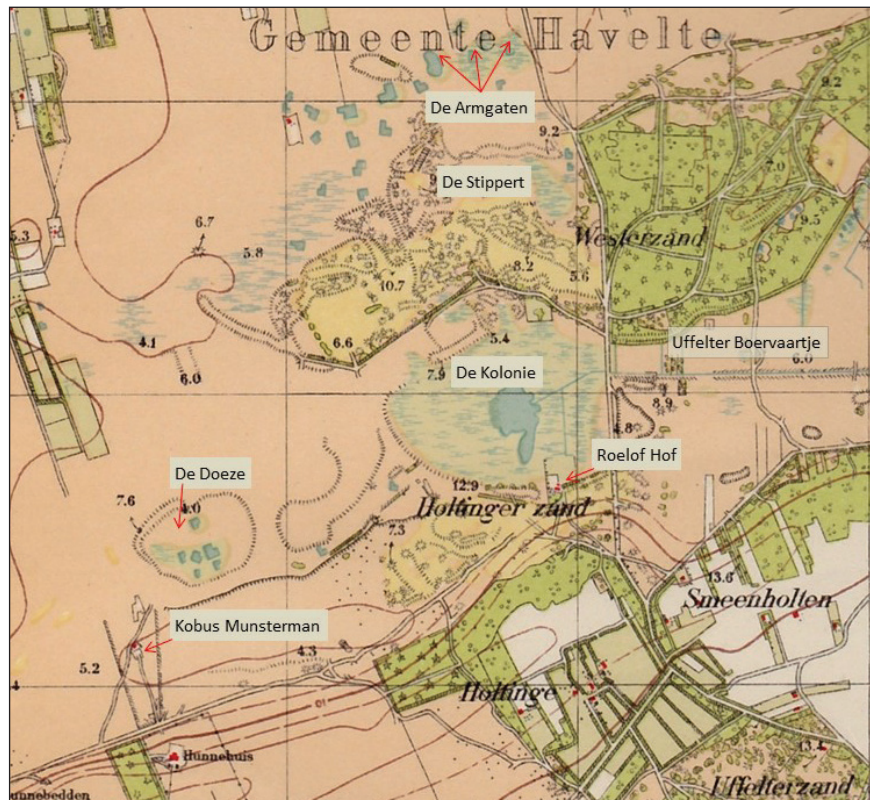 Gemeente Havelte
De Armgaten
9.2
9.2
De Stippert
7.0
6.7
9.5
5.3
5.8
Westerzand
8.2
10.7
5.6
4.1
6.6
5.4
Uffelter Boervaartje
6.0
6.0
7.9
De Kolonie
8.9
4.8
Roelof Hof
De Doeze
12.9
7.6
4.0
Holtinger zand
7.3
13.6
Smeenholten
Kobus Munsterman
5.2
4.3
Holtinge
10
Hunnehuis
13.4
unnebedden
Uffelterzand